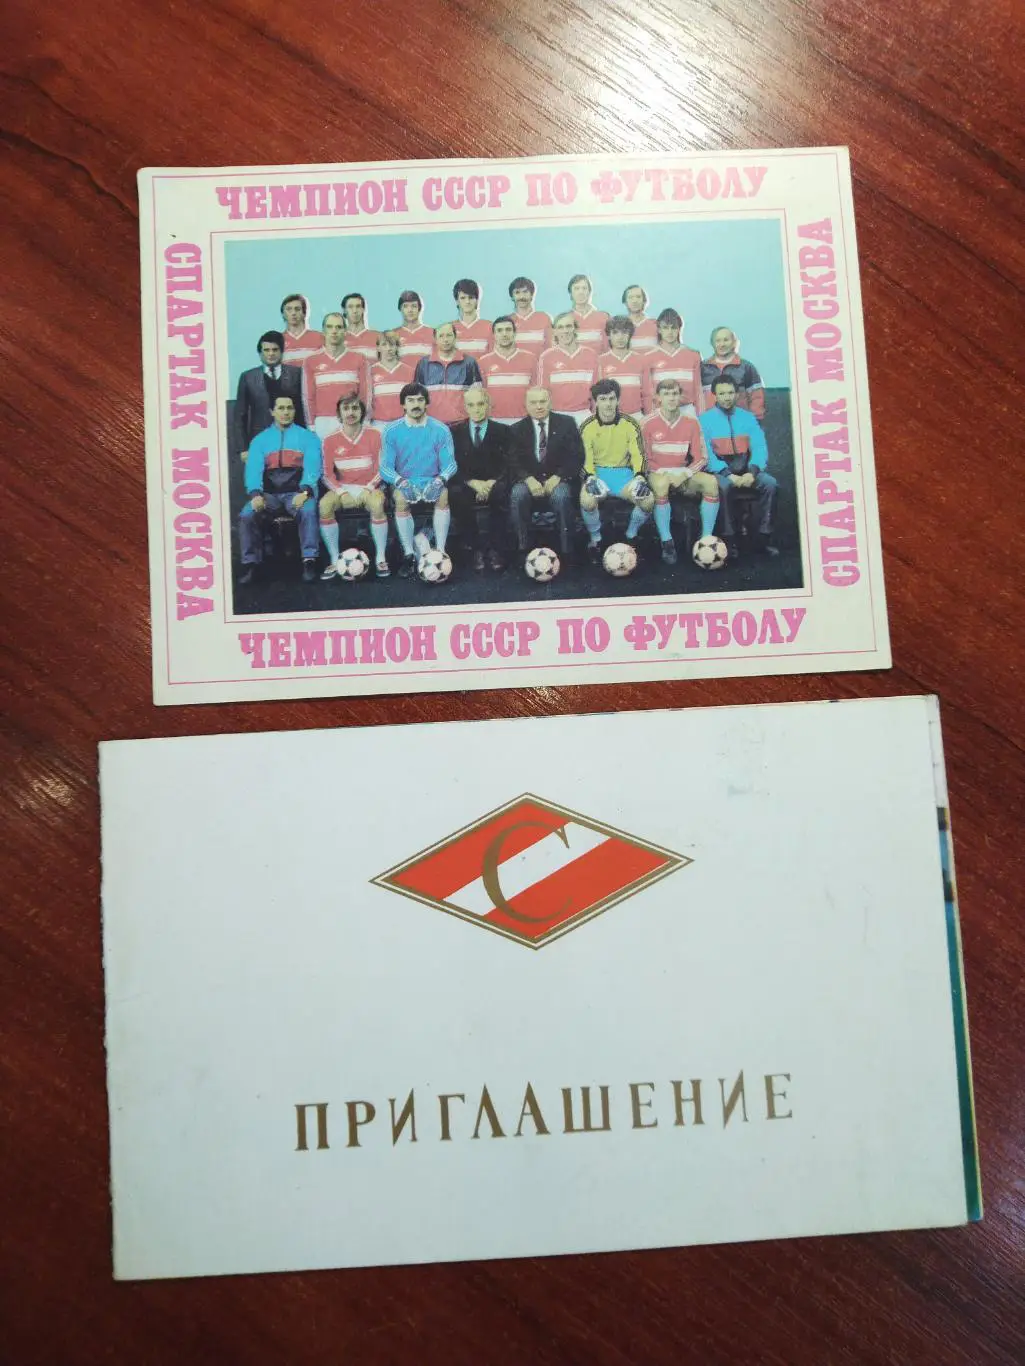 ЧЕМПИОН СССР ПО ФУТБОЛУ
СПАРТАК МОСКВА
СПАРТАК МОСКВА
ЧЕМПИОН СССР ПО ФУТБОЛУ
С
ПРИГЛАШЕНИЕ